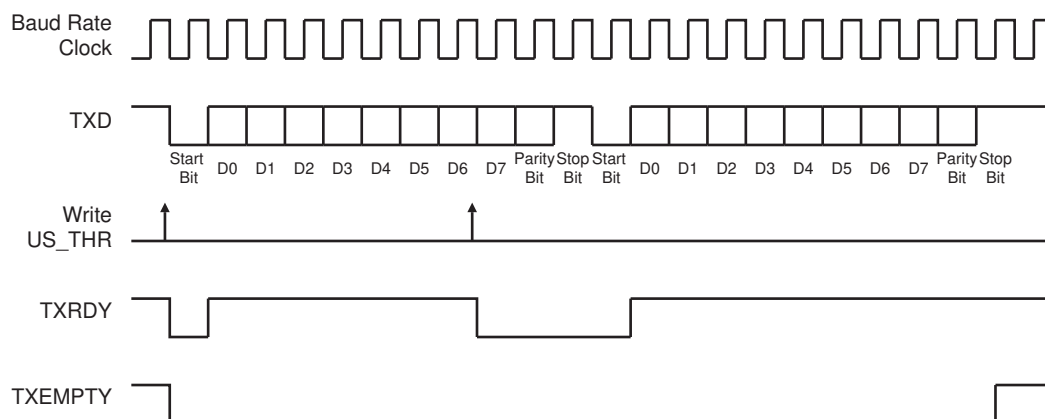 Baud Rate
Clock
TXD
Start
Bit
D0
D1
D2
D3
D4
D5
D6
D7
Parity
Bit
Stop
Bit
Start
Bit
D0
D1
D2
D3
D4
D5
D6
D7
Parity
Bit
Stop
Bit
Write
US_THR
TXRDY
TXEMPTY